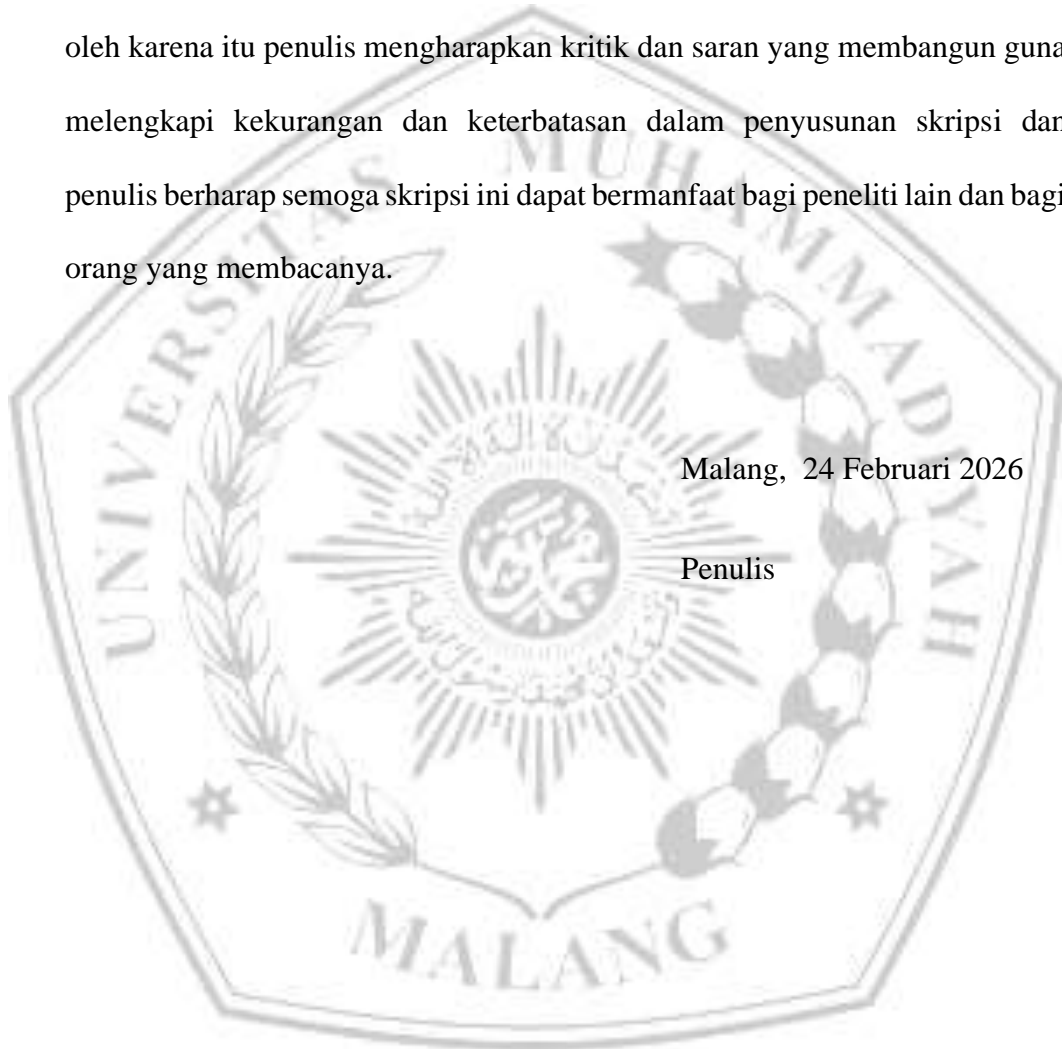 oleh karena itu penulis mengharapkan kritik dan saran yang membangun guna
melengkapi kekurangan dan keterbatasan dalam penyusunan skripsi dan
penulis berharap semoga skripsi ini dapat bermanfaat bagi peneliti lain dan bagi
orang yang membacanya.
UNIVERSITAS MUHAMMADIYAH
Malang,  24 Februari 2026
Penulis
MALANG